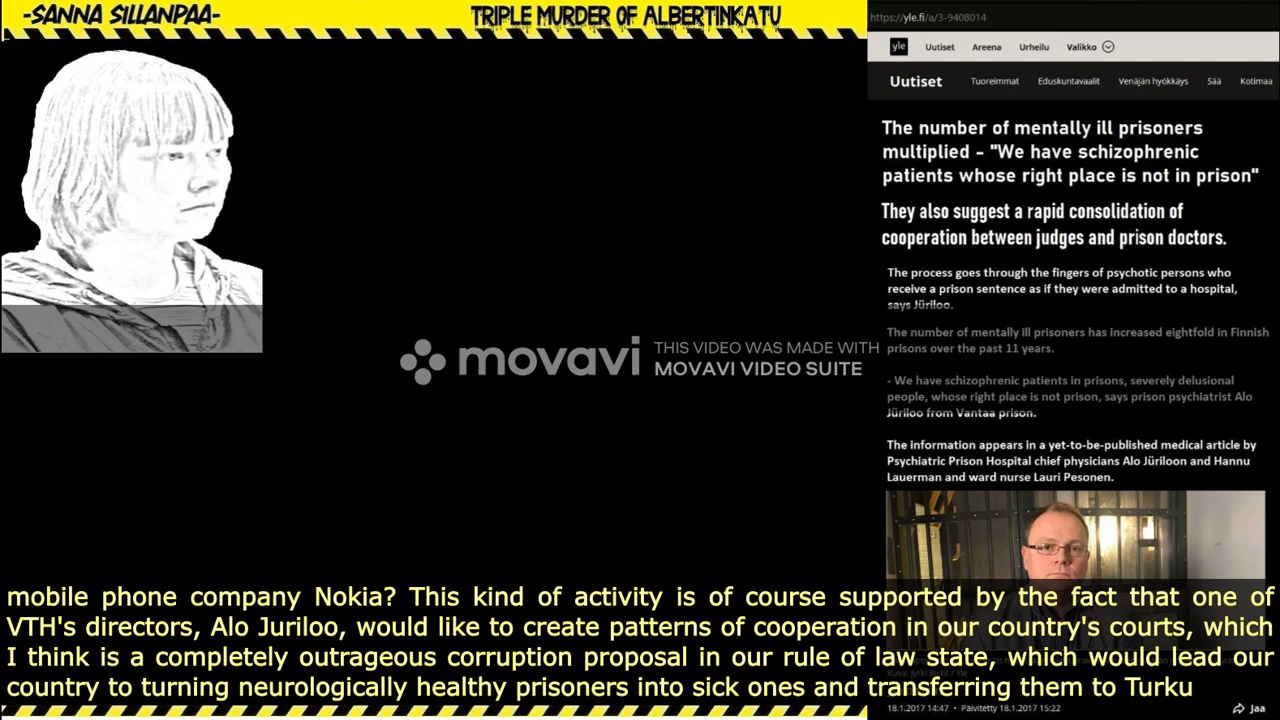 -SANNA SILLANPAA-
TRIPLE MURDER OF ALBERTINKATU
https://yle.fi/a/3-9408014
yle Uutiset Areena Urheilu Valikko
Uutiset Tuoreimmat Eduskuntavaalit Venäjän hyökkäys Sää Kotimaa
The number of mentally ill prisoners
multiplied - "We have schizophrenic
patients whose right place is not in prison"
They also suggest a rapid consolidation of
cooperation between judges and prison doctors.
The process goes through the fingers of psychotic persons who
receive a prison sentence as if they were admitted to a hospital,
says Jüriloo.
The number of mentally ill prisoners has increased eightfold in Finnish
prisons over the past 11 years.
- We have schizophrenic patients in prisons, severely delusional
people, whose right place is not prison, says prison psychiatrist Alo
Jüriloo from Vantaa prison.
The information appears in a yet-to-be-published medical article by
Psychiatric Prison Hospital chief physicians Alo Jüriloon and Hannu
Lauerman and ward nurse Lauri Pesonen.
movavi THIS VIDEO WAS MADE WITH
MOVAVI VIDEO SUITE
mobile phone company Nokia? This kind of activity is of course supported by the fact that one of
VTH's directors, Alo Juriloo, would like to create patterns of cooperation in our country's courts, which
I think is a completely outrageous corruption proposal in our rule of law state, which would lead our
country to turning neurologically healthy prisoners into sick ones and transferring them to Turku
18.1.2017 14:47 • Päivitetty 18.1.2017 15:22
Jaa